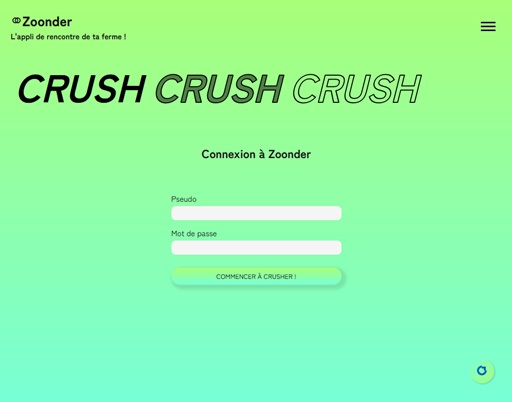 Zoonder
L'appli de rencontre de ta ferme !
CRUSH CRUSH CRUSH
Connexion à Zoonder
Pseudo
Mot de passe
COMMENCER À CRUSHER !